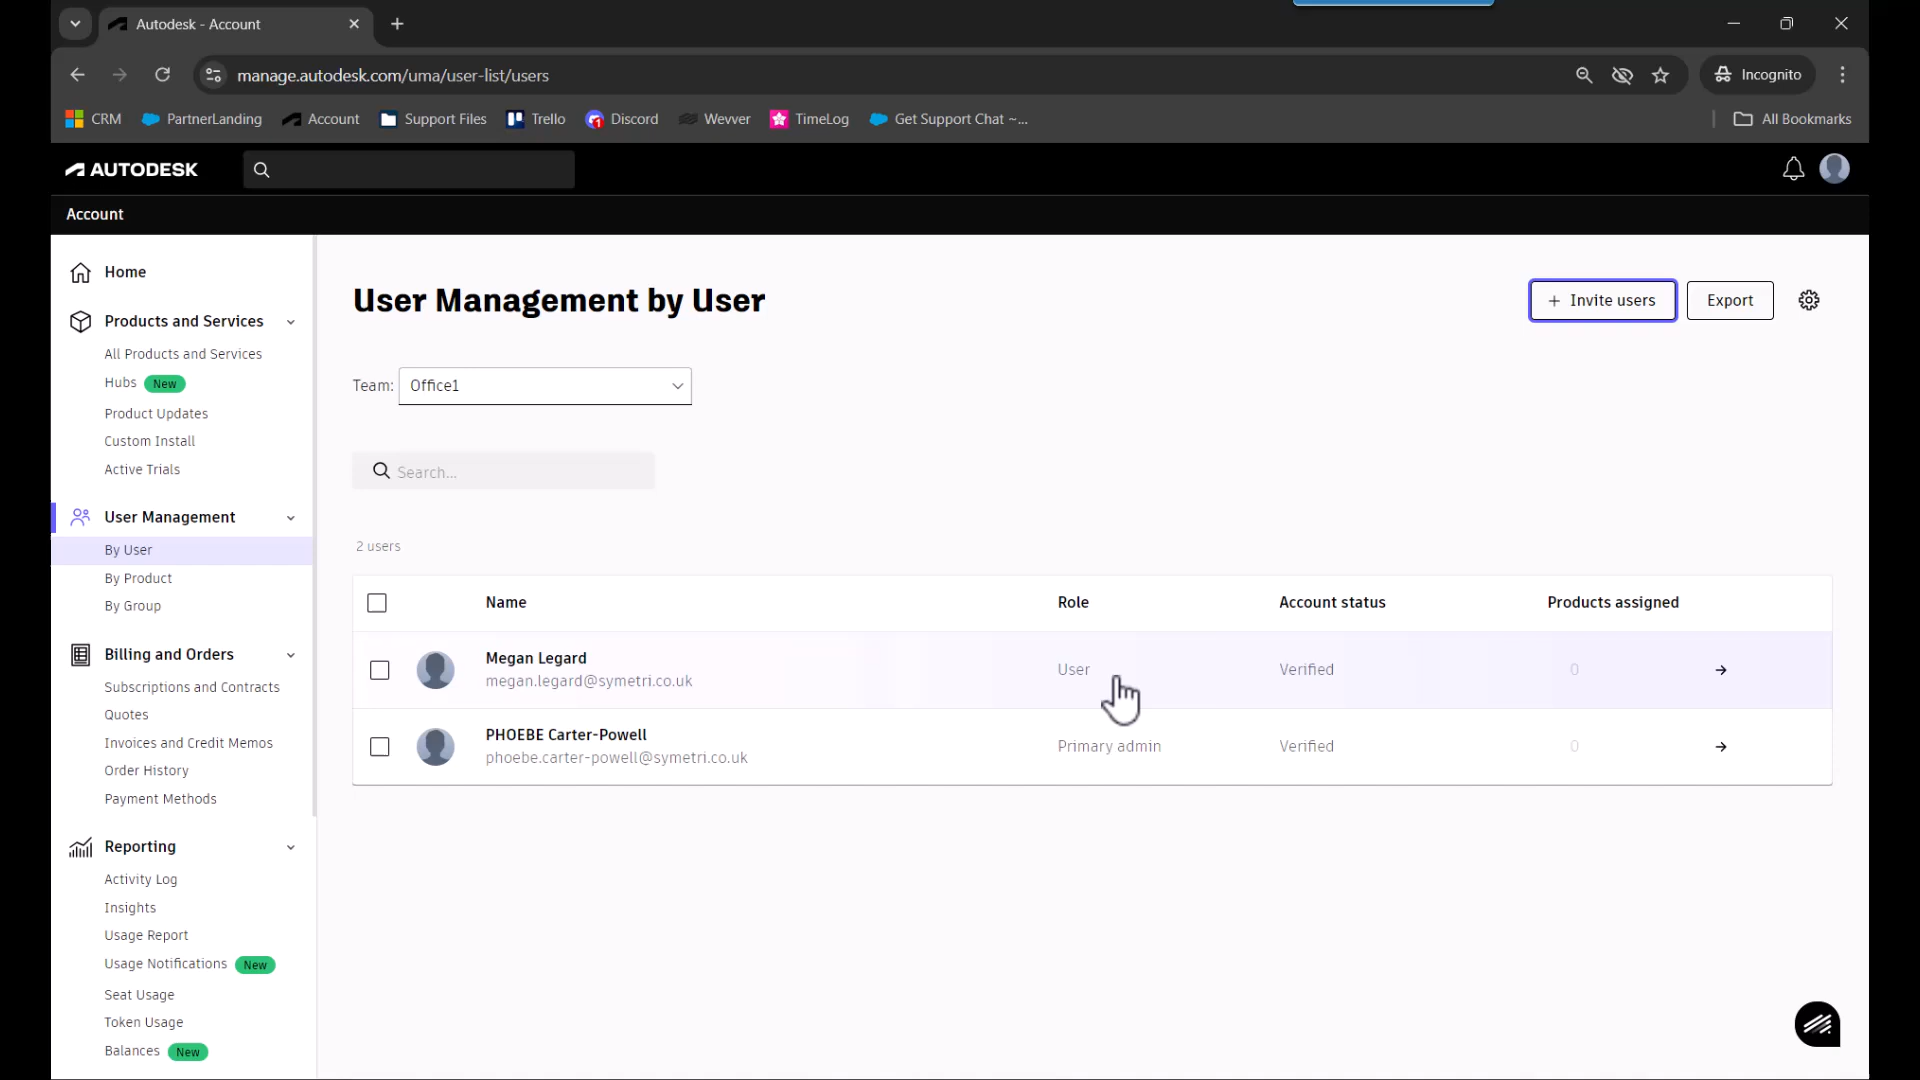 Autodesk - Account
manage.autodesk.com/uma/user-list/users
Incognito
CRM
PartnerLanding
Account
Support Files
Trello
Discord
Wevver
TimeLog
Get Support Chat ~...
All Bookmarks
AUTODESK
Account
Home
Products and Services
All Products and Services
Hubs New
Product Updates
Custom Install
Active Trials
User Management
By User
By Product
By Group
Billing and Orders
Subscriptions and Contracts
Quotes
Invoices and Credit Memos
Order History
Payment Methods
Reporting
Activity Log
Insights
Usage Report
Usage Notifications New
Seat Usage
Token Usage
Balances New
User Management by User
+ Invite users
Export
Team: Office1
Search...
2 users
Name Role Account status Products assigned
Megan Legard
megan.legard@symetri.co.uk
User Verified 0
PHOEBE Carter-Powell
phoebe.carter-powell@symetri.co.uk
Primary admin Verified 0